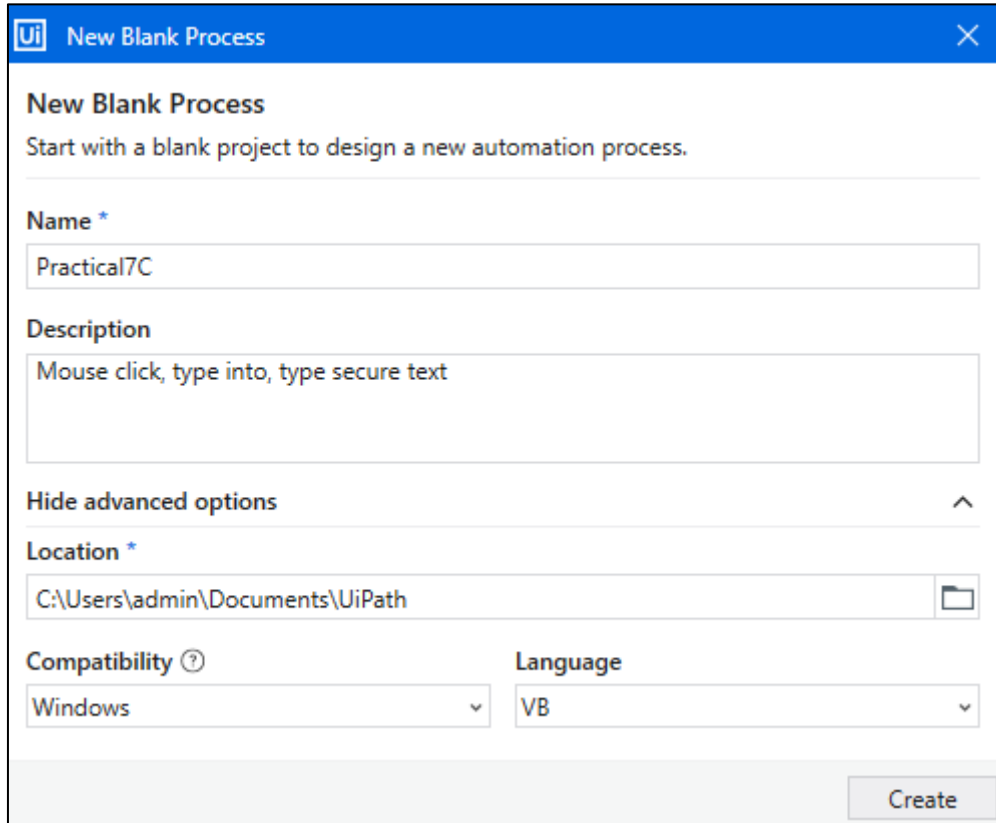 Ui New Blank Process
New Blank Process
Start with a blank project to design a new automation process.
Name *
Practical7C
Description
Mouse click, type into, type secure text
Hide advanced options
Location *
C:\Users\admin\Documents\UiPath
Compatibility ? Language
Windows VB
Create